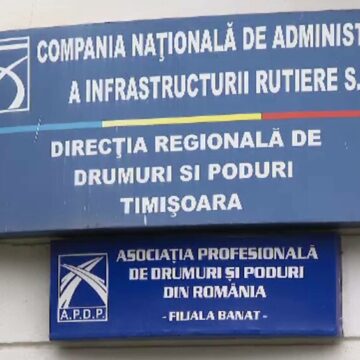 COMPANIA NAŢIONALĂ DE ADMINIST
A INFRASTRUCTURII RUTIERE S.
DIRECŢIA REGIONALĂ DE
DRUMURI SI PODURI
TIMIŞOARA
ASOCIAŢIA PROFESIONALĂ
DE DRUMURI ŞI PODURI
DIN ROMÂNIA
- FILIALA BANAT -
A.P.D.P.